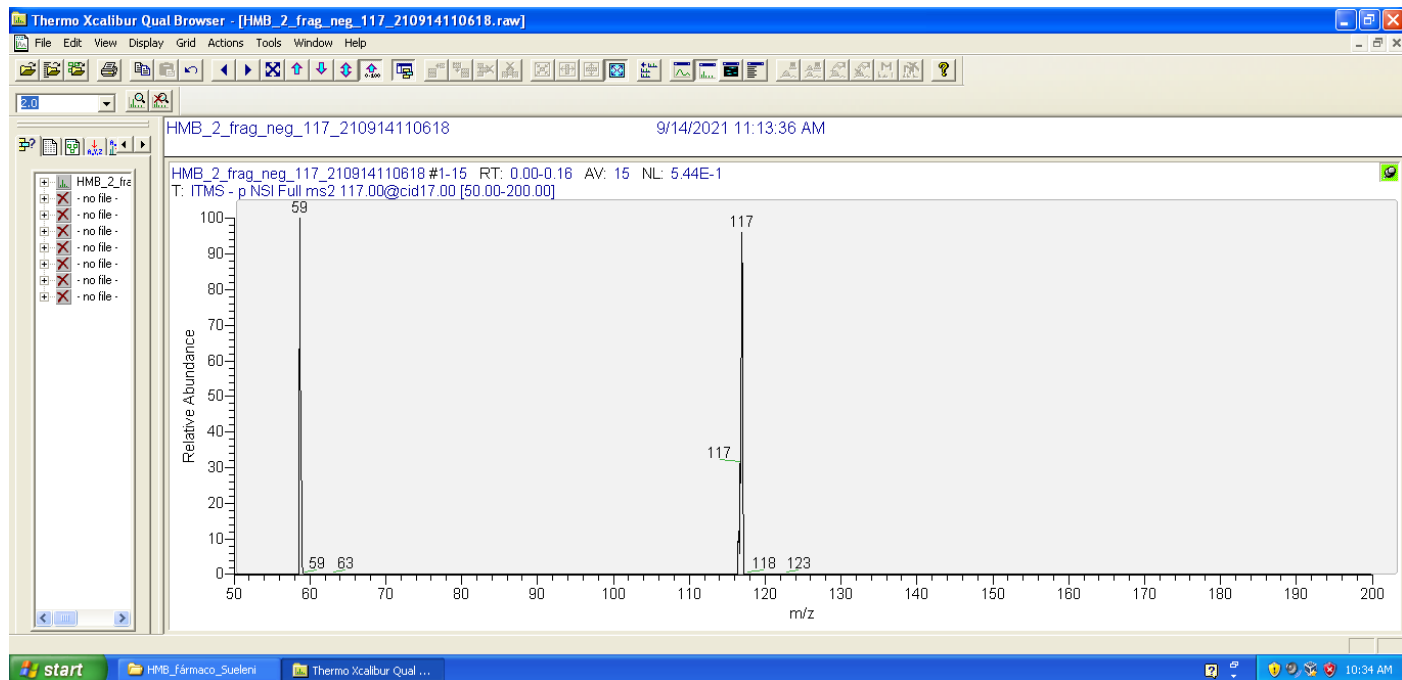 Thermo Xcalibur Qual Browser - [HMB_2_frag_neg_117_210914110618.raw]
File Edit View Display Grid Actions Tools Window Help
2.0
HMB_2_frag_neg_117_210914110618 9/14/2021 11:13:36 AM
HMB_2_fra
- no file -
- no file -
- no file -
- no file -
- no file -
- no file -
- no file -
HMB_2_frag_neg_117_210914110618 #1-15 RT: 0.00-0.16 AV: 15 NL: 5.44E-1
T: ITMS - p NSI Full ms2 117.00@cid17.00 [50.00-200.00]
59
117
117
59 63
118 123
100
90
80
70
60
50
40
30
20
10
0
Relative Abundance
50 60 70 80 90 100 110 120 130 140 150 160 170 180 190 200
m/z
start HMB_fármaco_Sueleni Thermo Xcalibur Qual ... 10:34 AM